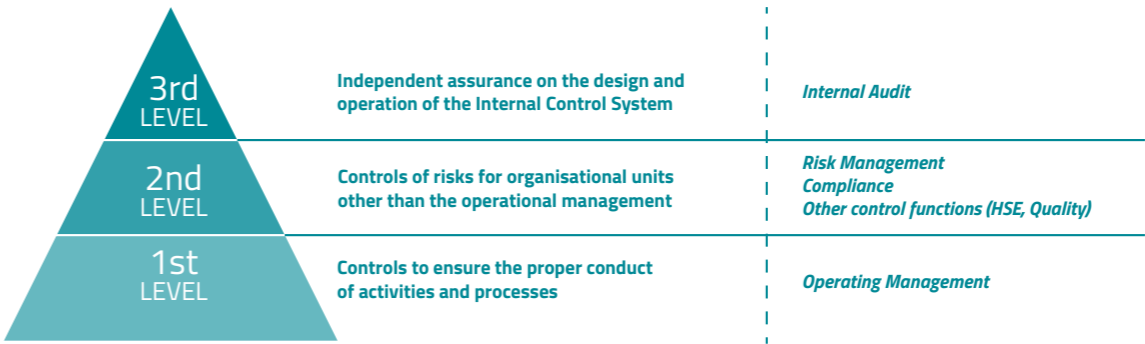 3rd
LEVEL
Independent assurance on the design and
operation of the Internal Control System
Internal Audit
2nd
LEVEL
Controls of risks for organisational units
other than the operational management
Risk Management
Compliance
Other control functions (HSE, Quality)
1st
LEVEL
Controls to ensure the proper conduct
of activities and processes
Operating Management